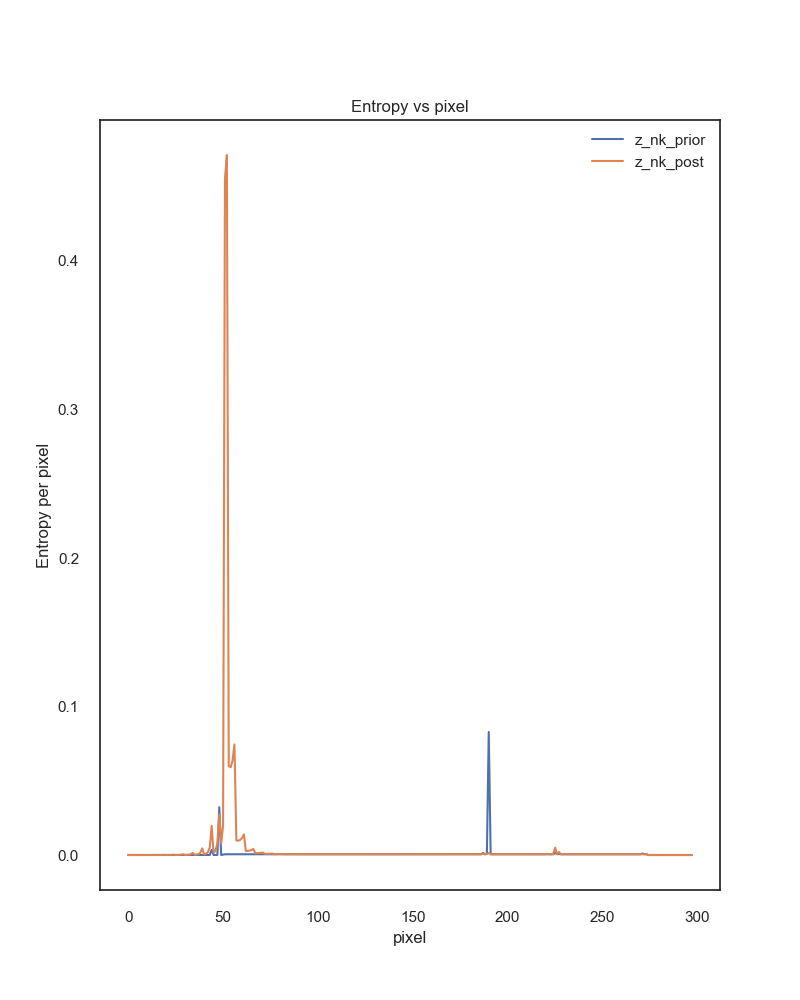 Entropy vs pixel
z_nk_prior
z_nk_post
Entropy per pixel
0.4
0.3
0.2
0.1
0.0
0 50 100 150 200 250 300
pixel